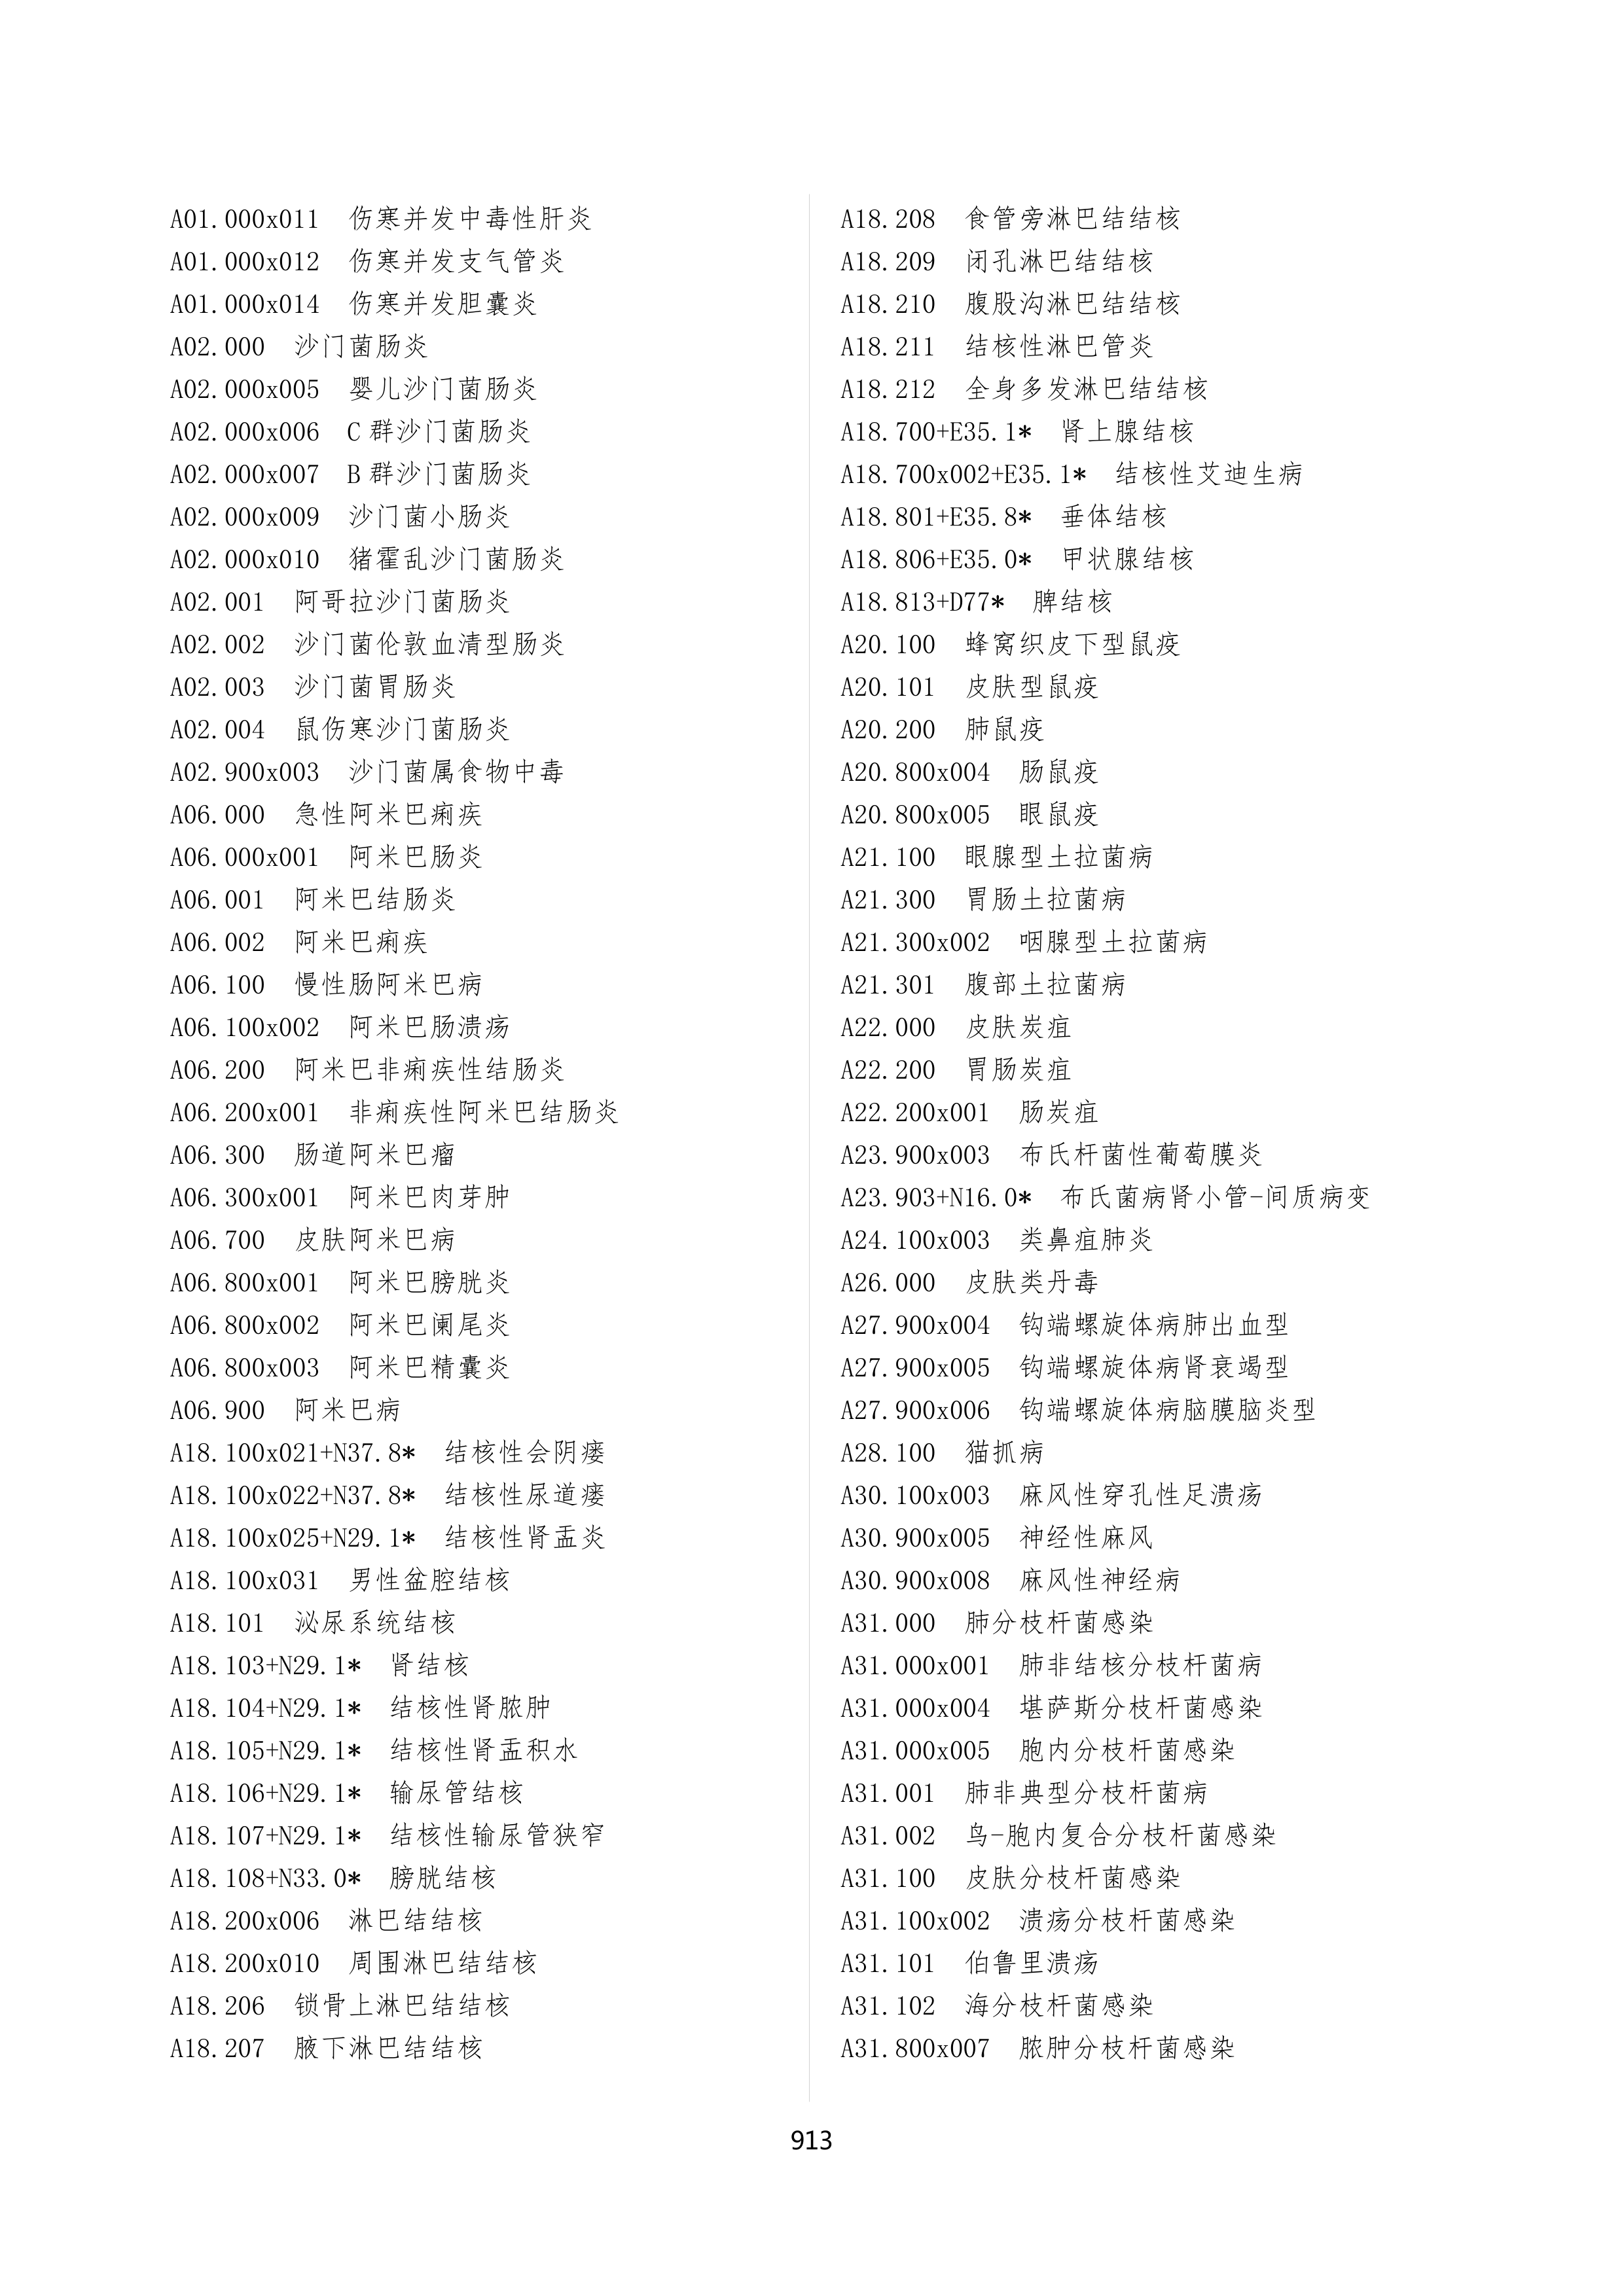 A01.000x011 伤寒并发中毒性肝炎
A01.000x012 伤寒并发支气管炎
A01.000x014 伤寒并发胆囊炎
A02.000 沙门菌肠炎
A02.000x005 婴儿沙门菌肠炎
A02.000x006 C 群沙门菌肠炎
A02.000x007 B 群沙门菌肠炎
A02.000x009 沙门菌小肠炎
A02.000x010 猪霍乱沙门菌肠炎
A02.001 阿哥拉沙门菌肠炎
A02.002 沙门菌伦敦血清型肠炎
A02.003 沙门菌胃肠炎
A02.004 鼠伤寒沙门菌肠炎
A02.900x003 沙门菌属食物中毒
A06.000 急性阿米巴痢疾
A06.000x001 阿米巴肠炎
A06.001 阿米巴结肠炎
A06.002 阿米巴痢疾
A06.100 慢性肠阿米巴病
A06.100x002 阿米巴肠溃疡
A06.200 阿米巴非痢疾性结肠炎
A06.200x001 非痢疾性阿米巴结肠炎
A06.300 肠道阿米巴瘤
A06.300x001 阿米巴肉芽肿
A06.700 皮肤阿米巴病
A06.800x001 阿米巴膀胱炎
A06.800x002 阿米巴阑尾炎
A06.800x003 阿米巴精囊炎
A06.900 阿米巴病
A18.100x021+N37.8* 结核性会阴瘘
A18.100x022+N37.8* 结核性尿道瘘
A18.100x025+N29.1* 结核性肾盂炎
A18.100x031 男性盆腔结核
A18.101 泌尿系统结核
A18.103+N29.1* 肾结核
A18.104+N29.1* 结核性肾脓肿
A18.105+N29.1* 结核性肾盂积水
A18.106+N29.1* 输尿管结核
A18.107+N29.1* 结核性输尿管狭窄
A18.108+N33.0* 膀胱结核
A18.200x006 淋巴结结核
A18.200x010 周围淋巴结结核
A18.206 锁骨上淋巴结结核
A18.207 腋下淋巴结结核
A18.208 食管旁淋巴结结核
A18.209 闭孔淋巴结结核
A18.210 腹股沟淋巴结结核
A18.211 结核性淋巴管炎
A18.212 全身多发淋巴结结核
A18.700+E35.1* 肾上腺结核
A18.700x002+E35.1* 结核性艾迪生病
A18.801+E35.8* 垂体结核
A18.806+E35.0* 甲状腺结核
A18.813+D77* 脾结核
A20.100 蜂窝织皮下型鼠疫
A20.101 皮肤型鼠疫
A20.200 肺鼠疫
A20.800x004 肠鼠疫
A20.800x005 眼鼠疫
A21.100 眼腺型土拉菌病
A21.300 胃肠土拉菌病
A21.300x002 咽腺型土拉菌病
A21.301 腹部土拉菌病
A22.000 皮肤炭疽
A22.200 胃肠炭疽
A22.200x001 肠炭疽
A23.900x003 布氏杆菌性葡萄膜炎
A23.903+N16.0* 布氏菌病肾小管-间质病变
A24.100x003 类鼻疽肺炎
A26.000 皮肤类丹毒
A27.900x004 钩端螺旋体病肺出血型
A27.900x005 钩端螺旋体病肾衰竭型
A27.900x006 钩端螺旋体病脑膜脑炎型
A28.100 猫抓病
A30.100x003 麻风性穿孔性足溃疡
A30.900x005 神经性麻风
A30.900x008 麻风性神经病
A31.000 肺分枝杆菌感染
A31.000x001 肺非结核分枝杆菌病
A31.000x004 堪萨斯分枝杆菌感染
A31.000x005 胞内分枝杆菌感染
A31.001 肺非典型分枝杆菌病
A31.002 鸟-胞内复合分枝杆菌感染
A31.100 皮肤分枝杆菌感染
A31.100x002 溃疡分枝杆菌感染
A31.101 伯鲁里溃疡
A31.102 海分枝杆菌感染
A31.800x007 脓肿分枝杆菌感染
913